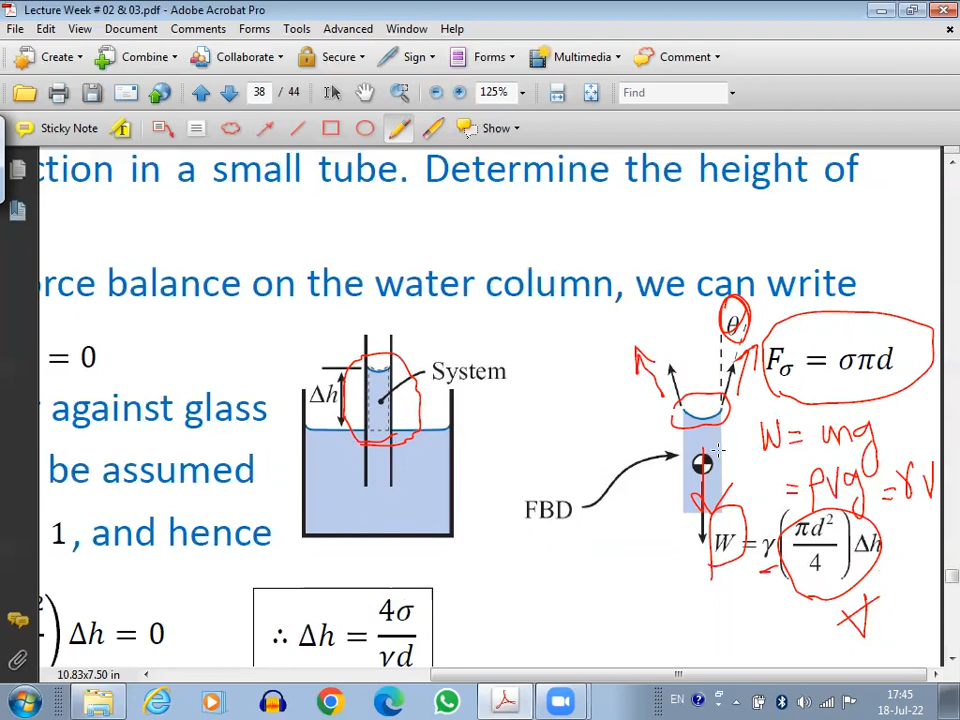 Lecture Week # 02 & 03.pdf - Adobe Acrobat Pro
File Edit View Document Comments Forms Tools Advanced Window Help
Create Combine Collaborate Secure Sign Forms Multimedia Comment
38 / 44 125% Find
Sticky Note Show
ction in a small tube. Determine the height of
orce balance on the water column, we can write
θ
= 0
F_σ = σπd
System
Δh
against glass
W = mg
be assumed
= ρVg = γV
FBD
1, and hence
W = γ(πd²/4)Δh
V
²) Δh = 0
∴ Δh = 4σ/γd
10.83x7.50 in
EN 17:45
18-Jul-22